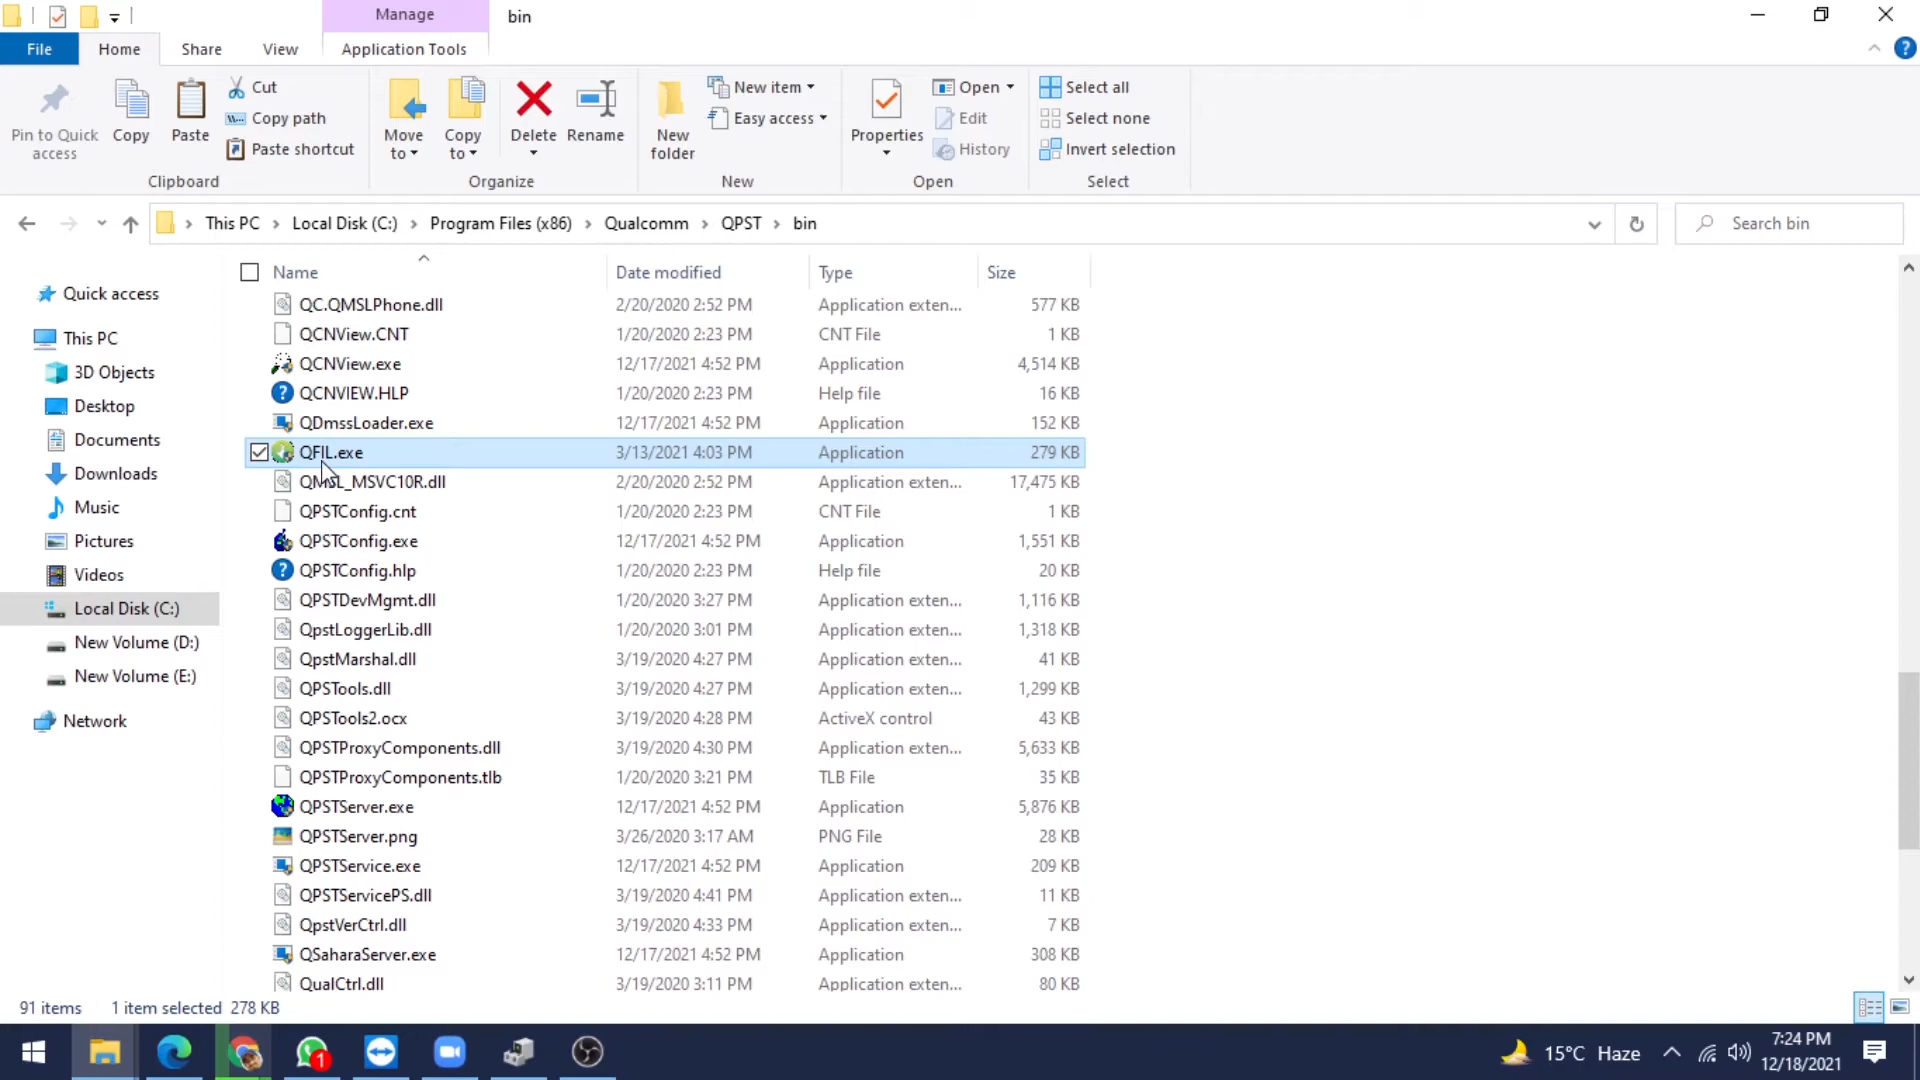 Manage
bin
File
Home
Share
View
Application Tools
Pin to Quick access
Copy
Paste
Cut
Copy path
Paste shortcut
Clipboard
Move to
Copy to
Delete
Rename
Organize
New folder
New item
Easy access
New
Properties
Open
Edit
History
Open
Select all
Select none
Invert selection
Select
This PC > Local Disk (C:) > Program Files (x86) > Qualcomm > QPST > bin
Search bin
Quick access
This PC
3D Objects
Desktop
Documents
Downloads
Music
Pictures
Videos
Local Disk (C:)
New Volume (D:)
New Volume (E:)
Network
Name Date modified Type Size
QC.QMSLPhone.dll 2/20/2020 2:52 PM Application exten... 577 KB
QCNView.CNT 1/20/2020 2:23 PM CNT File 1 KB
QCNView.exe 12/17/2021 4:52 PM Application 4,514 KB
QCNVIEW.HLP 1/20/2020 2:23 PM Help file 16 KB
QDmssLoader.exe 12/17/2021 4:52 PM Application 152 KB
QFIL.exe 3/13/2021 4:03 PM Application 279 KB
QMSL_MSVC10R.dll 2/20/2020 2:52 PM Application exten... 17,475 KB
QPSTConfig.cnt 1/20/2020 2:23 PM CNT File 1 KB
QPSTConfig.exe 12/17/2021 4:52 PM Application 1,551 KB
QPSTConfig.hlp 1/20/2020 2:23 PM Help file 20 KB
QPSTDevMgmt.dll 1/20/2020 3:27 PM Application exten... 1,116 KB
QpstLoggerLib.dll 1/20/2020 3:01 PM Application exten... 1,318 KB
QpstMarshal.dll 3/19/2020 4:27 PM Application exten... 41 KB
QPSTools.dll 3/19/2020 4:27 PM Application exten... 1,299 KB
QPSTools2.ocx 3/19/2020 4:28 PM ActiveX control 43 KB
QPSTProxyComponents.dll 3/19/2020 4:30 PM Application exten... 5,633 KB
QPSTProxyComponents.tlb 1/20/2020 3:21 PM TLB File 35 KB
QPSTServer.exe 12/17/2021 4:52 PM Application 5,876 KB
QPSTServer.png 3/26/2020 3:17 AM PNG File 28 KB
QPSTService.exe 12/17/2021 4:52 PM Application 209 KB
QPSTServicePS.dll 3/19/2020 4:41 PM Application exten... 11 KB
QpstVerCtrl.dll 3/19/2020 4:33 PM Application exten... 7 KB
QSaharaServer.exe 12/17/2021 4:52 PM Application 308 KB
QualCtrl.dll 3/19/2020 3:11 PM Application exten... 80 KB
91 items 1 item selected 278 KB
1
15°C Haze
7:24 PM
12/18/2021